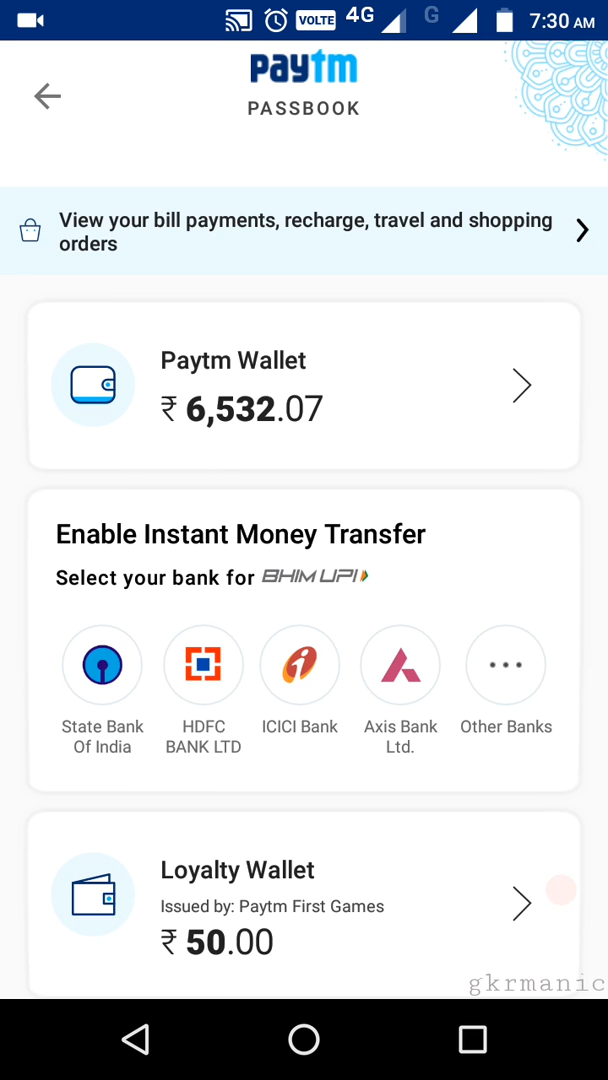 VOLTE 4G G 7:30 AM
paytm
PASSBOOK
View your bill payments, recharge, travel and shopping
orders
Paytm Wallet
₹ 6,532.07
Enable Instant Money Transfer
Select your bank for BHIM UPI
State Bank
Of India
HDFC
BANK LTD
ICICI Bank
Axis Bank
Ltd.
Other Banks
Loyalty Wallet
Issued by: Paytm First Games
₹ 50.00
gkrmanic